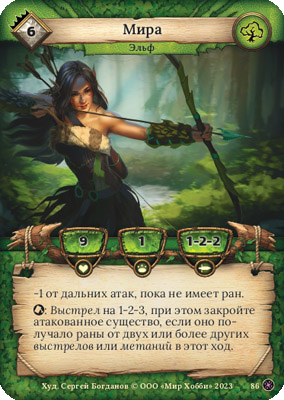 6
Мира
Эльф
9
1
1-2-2
-1 от дальних атак, пока не имеет ран.
: Выстрел на 1-2-3, при этом закройте
атакованное существо, если оно по-
лучало раны от двух или более других
выстрелов или метаний в этот ход.
Худ. Сергей Богданов © ООО «Мир Хобби» 2023
86